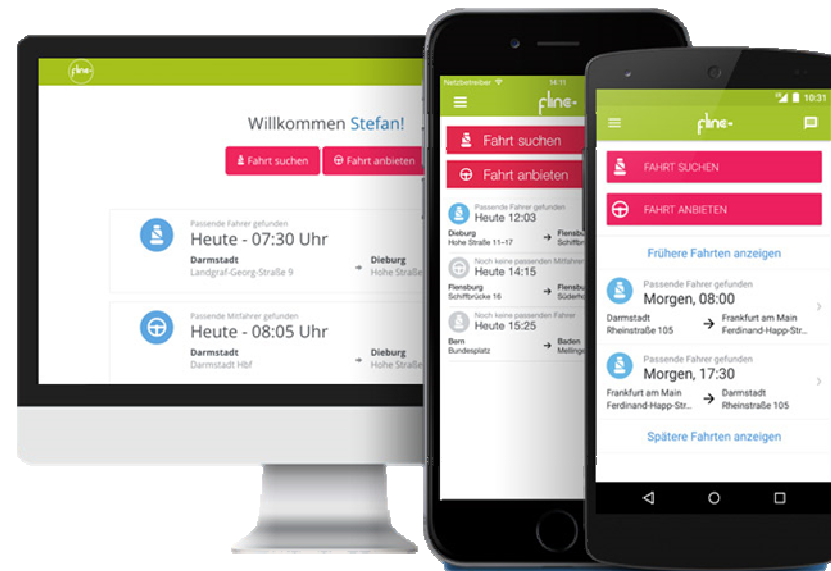 fline-
Willkommen Stefan!
Fahrt suchen
Fahrt anbieten
Passende Fahrer gefunden
Heute - 07:30 Uhr
Darmstadt
Landgraf-Georg-Straße 9
→ Dieburg
Hohe Straße
Passende Mitfahrer gefunden
Heute - 08:05 Uhr
Darmstadt
Darmstadt Hbf
→ Dieburg
Hohe Straße
Netzbetreiber
14:11
fline-
Fahrt suchen
Fahrt anbieten
Passende Fahrer gefunden
Heute 12:03
Dieburg
Hohe Straße 11-17
→ Flensbu
Schiffbr
Noch keine passenden Mitfahrer
Heute 14:15
Flensburg
Schiffbrücke 16
→ Flensbu
Süderho
Noch keine passenden Fahrer
Heute 15:25
Bern
Bundesplatz
→ Baden
Mellinge
10:31
fline-
FAHRT SUCHEN
FAHRT ANBIETEN
Frühere Fahrten anzeigen
Passende Fahrer gefunden
Morgen, 08:00
Darmstadt
Rheinstraße 105
→ Frankfurt am Main
Ferdinand-Happ-Str...
Passende Fahrer gefunden
Morgen, 17:30
Frankfurt am Main
Ferdinand-Happ-Str...
→ Darmstadt
Rheinstraße 105
Spätere Fahrten anzeigen